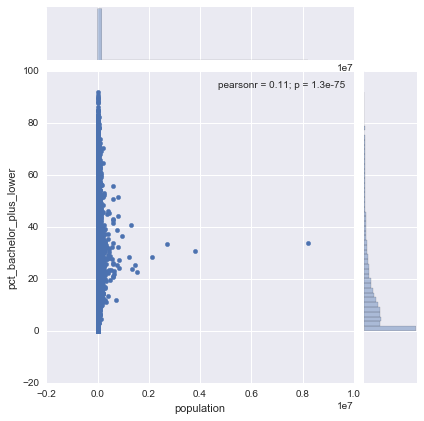 1e7
pearsonr = 0.11; p = 1.3e-75
100
80
60
40
20
0
−20
pct_bachelor_plus_lower
−0.2 0.0 0.2 0.4 0.6 0.8 1.0
1e7
population